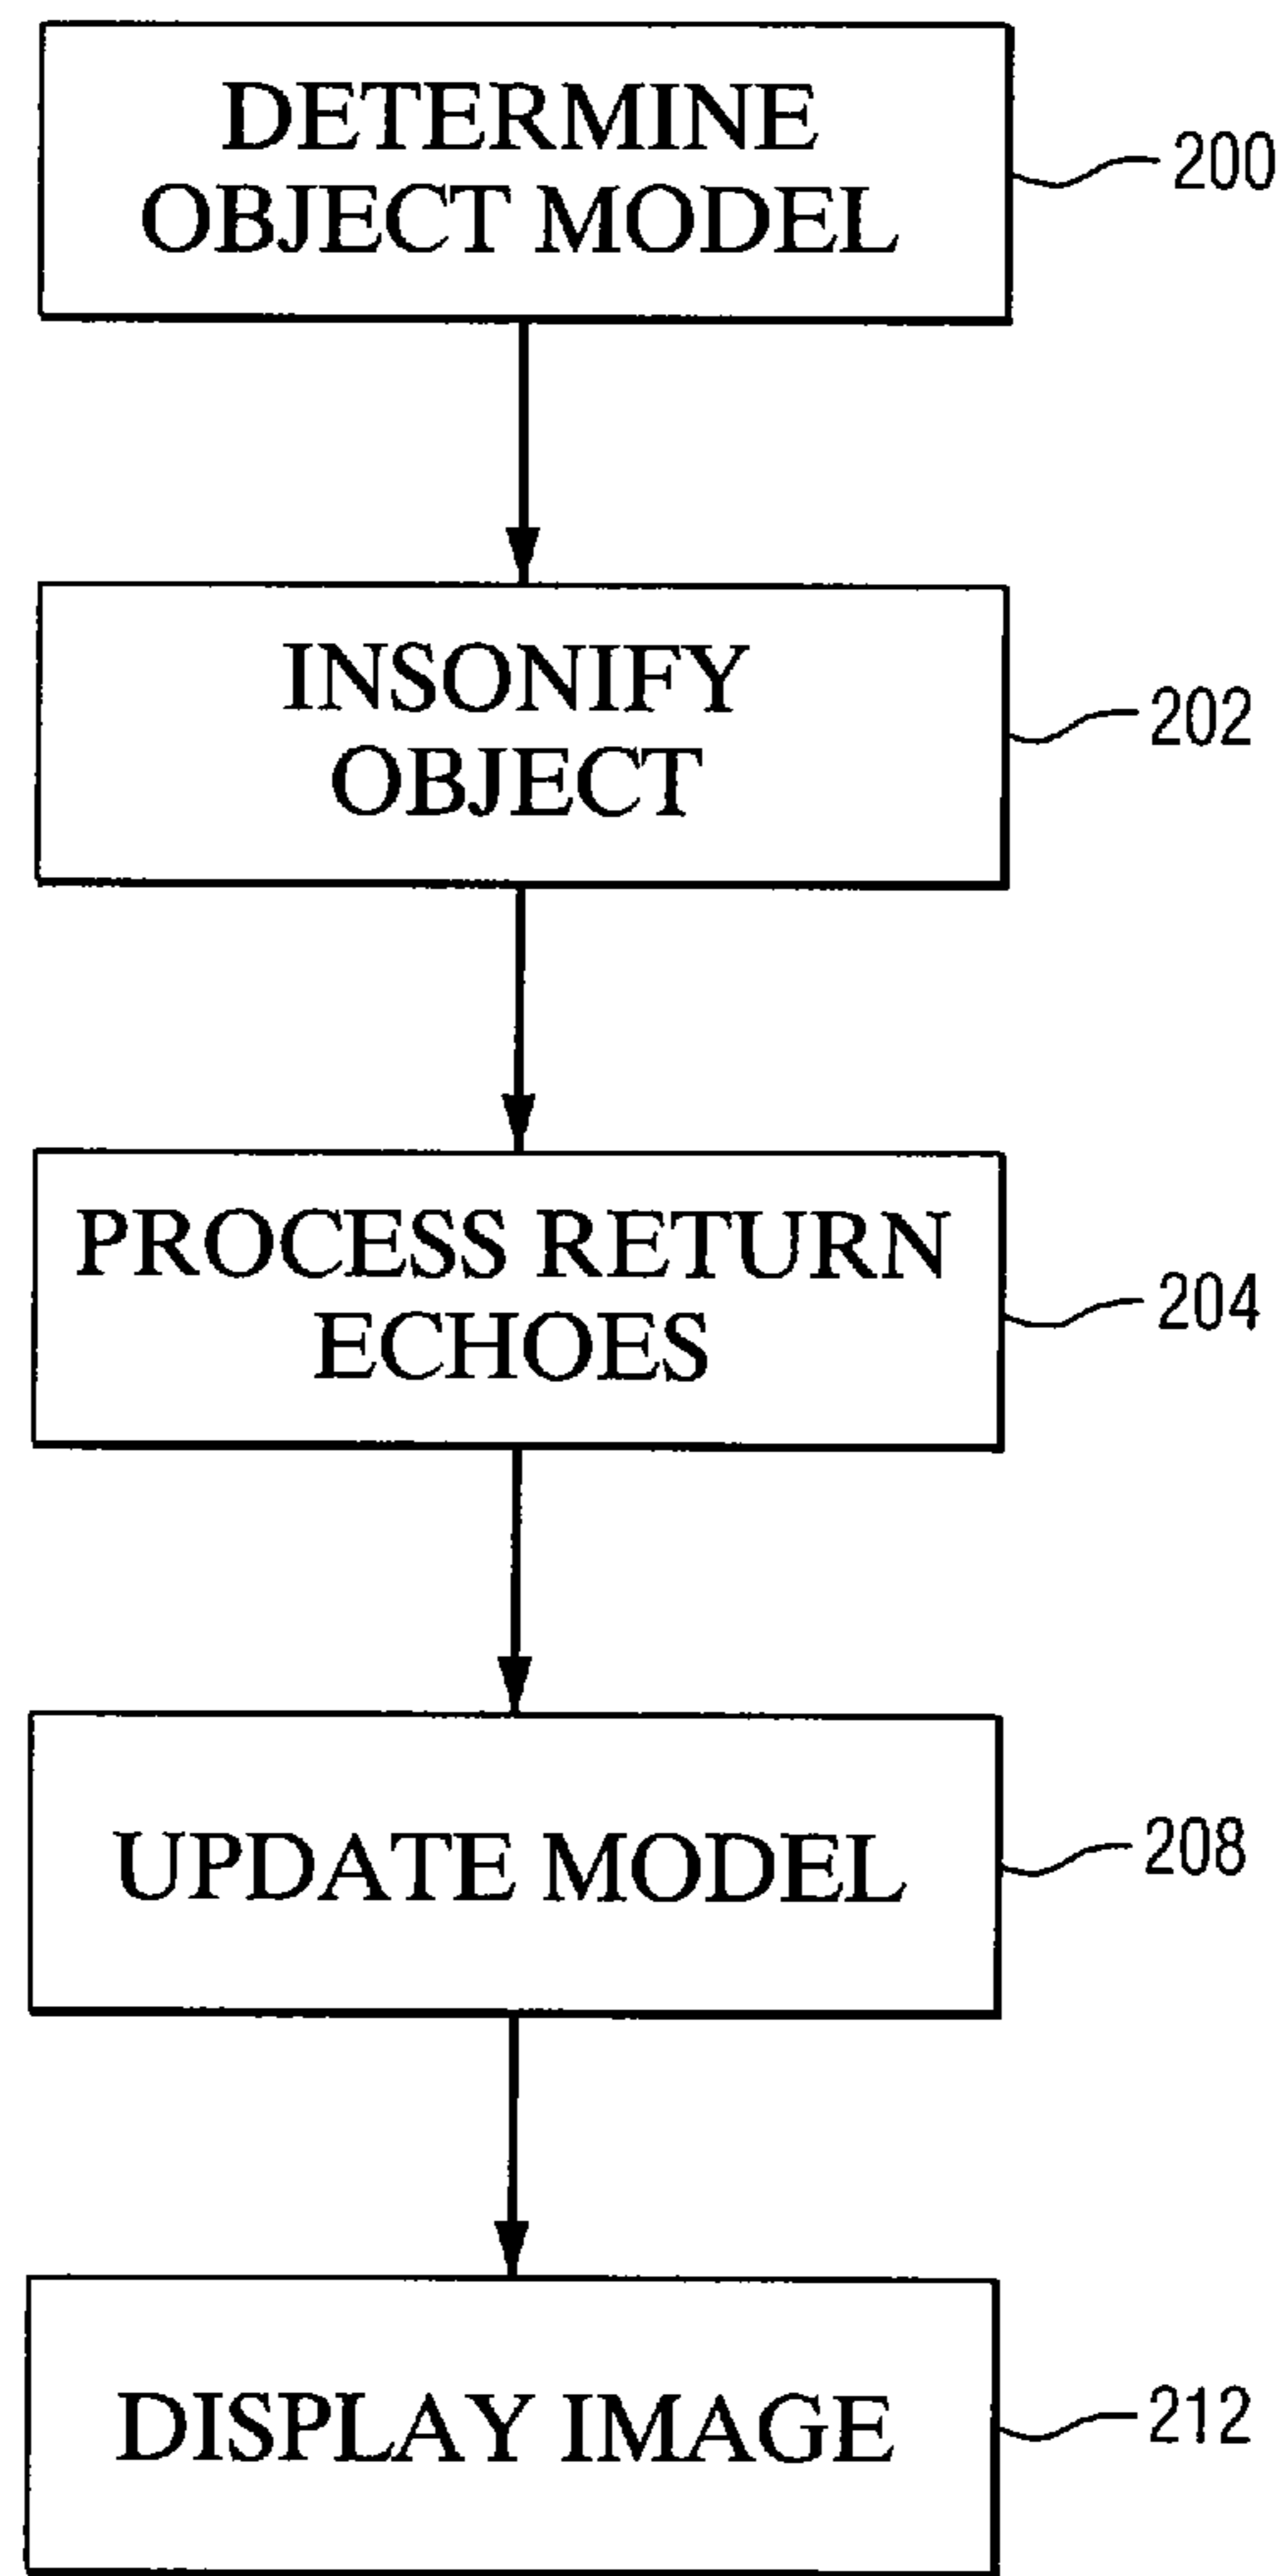 DETERMINE
OBJECT MODEL
200
INSONIFY
OBJECT
202
PROCESS RETURN
ECHOES
204
UPDATE MODEL
208
DISPLAY IMAGE
212